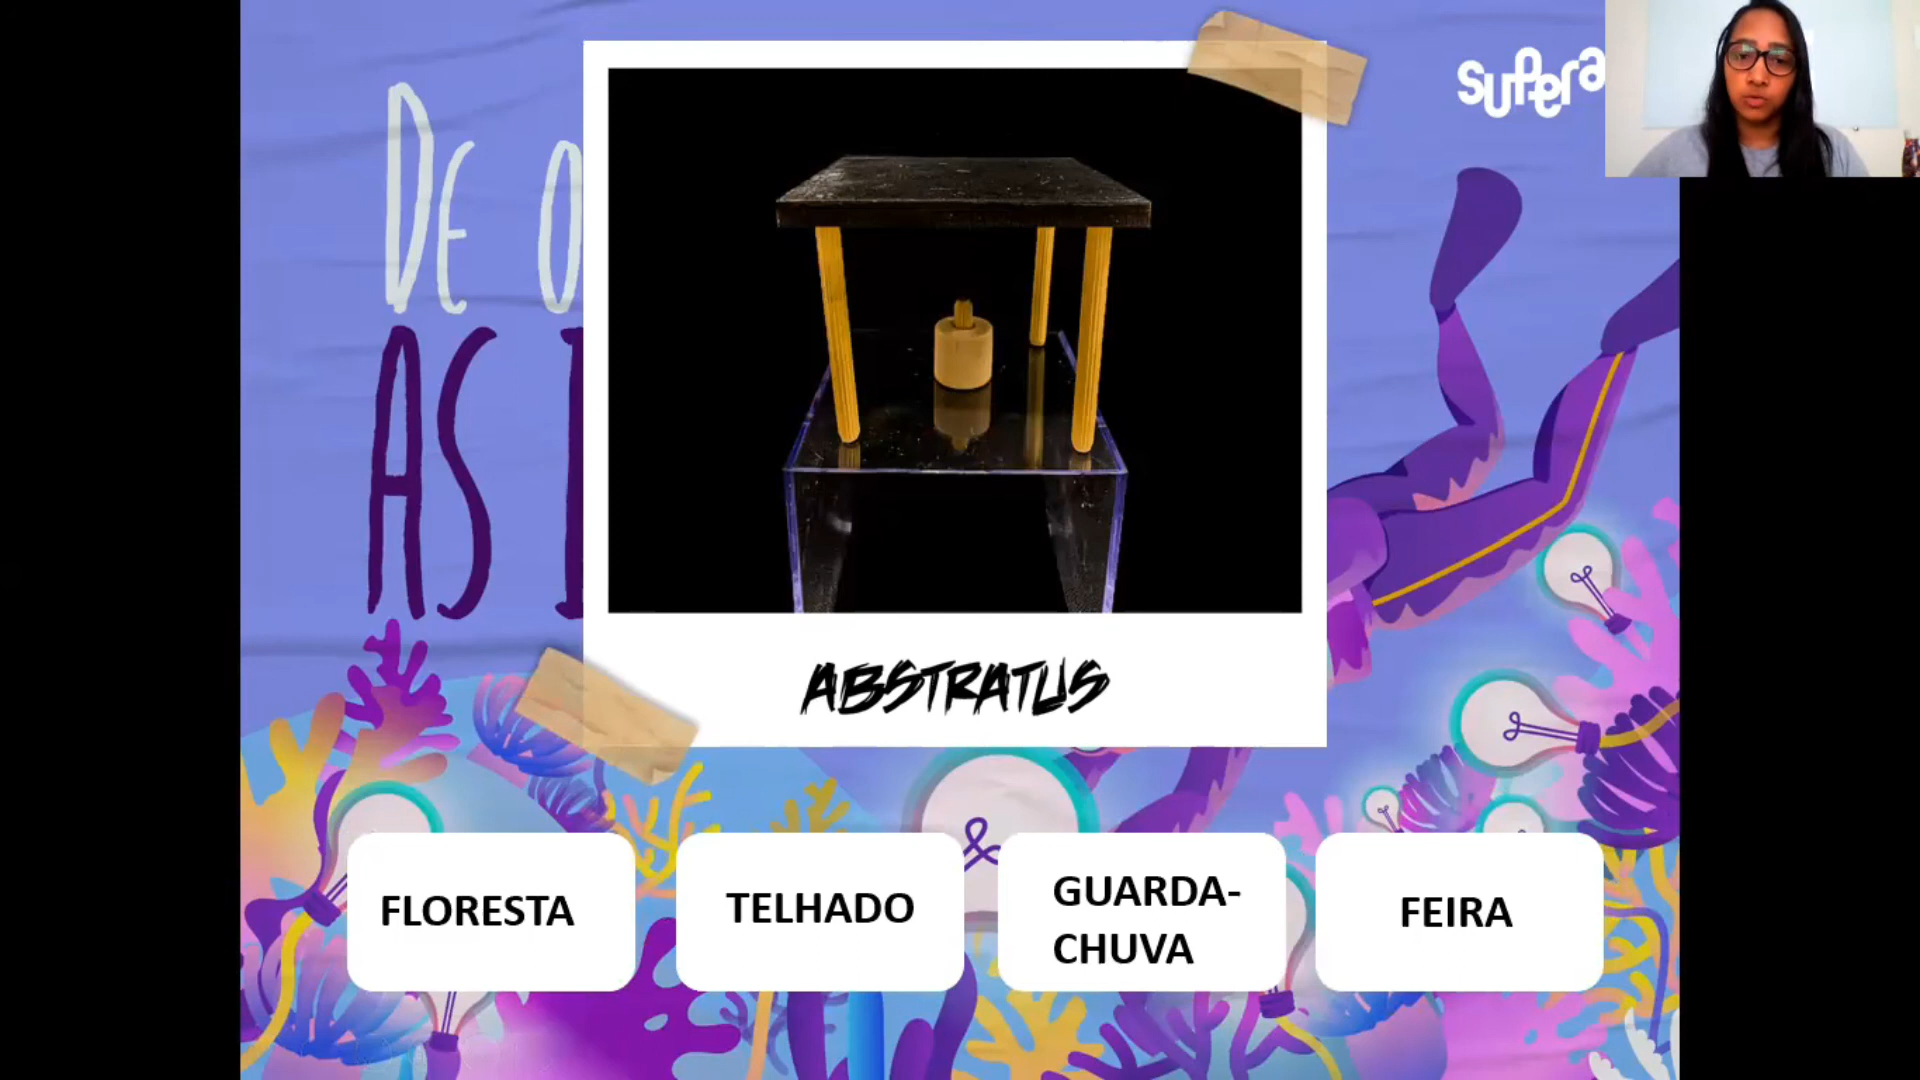 DE O
AS
supera
ABSTRATUS
FLORESTA
TELHADO
GUARDA-
CHUVA
FEIRA